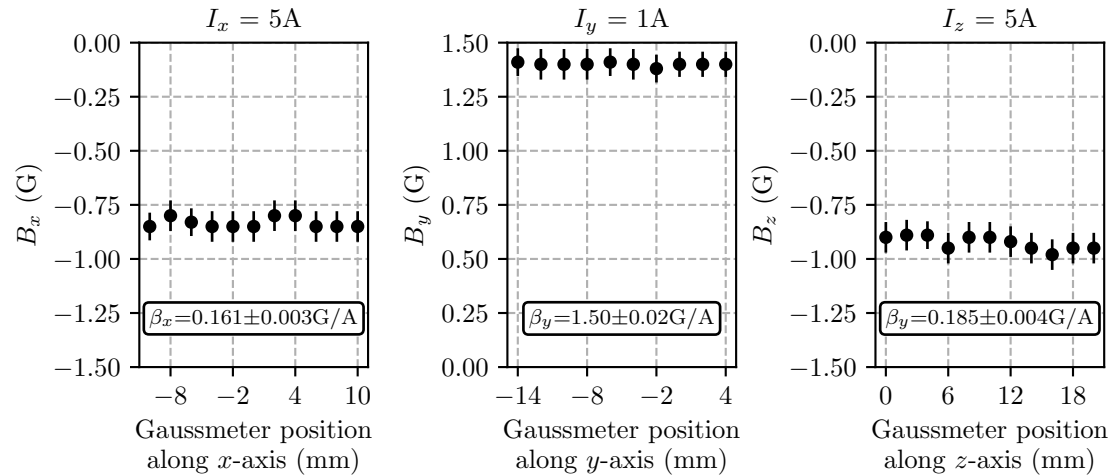 I_x = 5A
0.00
−0.25
−0.50
−0.75
−1.00
−1.25
−1.50
B_x (G)
β_x=0.161±0.003G/A
−8 −2 4 10
Gaussmeter position
along x-axis (mm)
I_y = 1A
1.50
1.25
1.00
0.75
0.50
0.25
0.00
B_y (G)
β_y=1.50±0.02G/A
−14 −8 −2 4
Gaussmeter position
along y-axis (mm)
I_z = 5A
0.00
−0.25
−0.50
−0.75
−1.00
−1.25
−1.50
B_z (G)
β_y=0.185±0.004G/A
0 6 12 18
Gaussmeter position
along z-axis (mm)